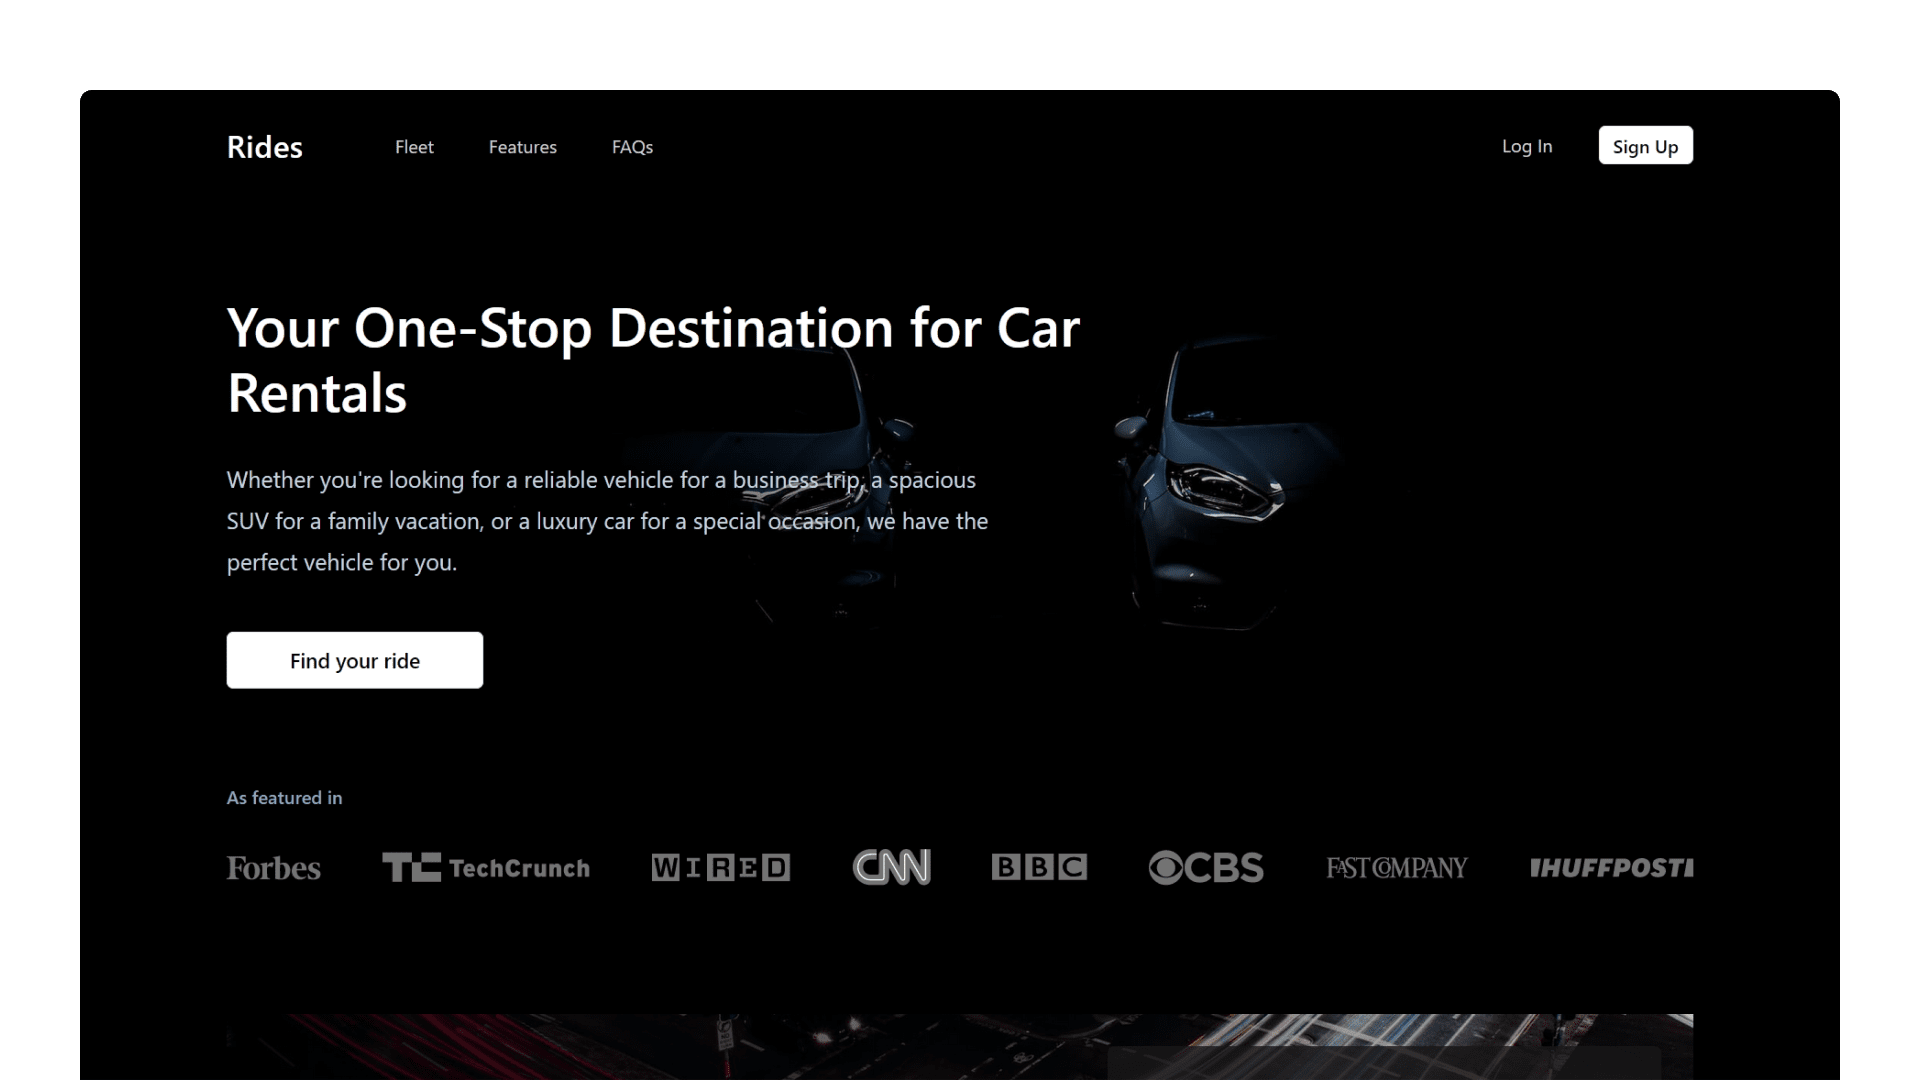 Rides
Fleet
Features
FAQs
Log In
Sign Up
Your One-Stop Destination for Car
Rentals
Whether you're looking for a reliable vehicle for a business trip, a spacious
SUV for a family vacation, or a luxury car for a special occasion, we have the
perfect vehicle for you.
Find your ride
As featured in
Forbes
TC TechCrunch
WIRED
CNN
BBC
CBS
FAST COMPANY
HUFFPOST